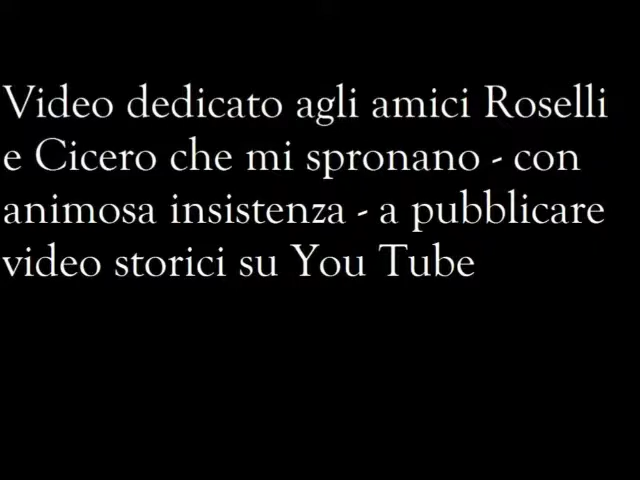 Video dedicato agli amici Roselli
e Cicero che mi spronano - con
animosa insistenza - a pubblicare
video storici su You Tube